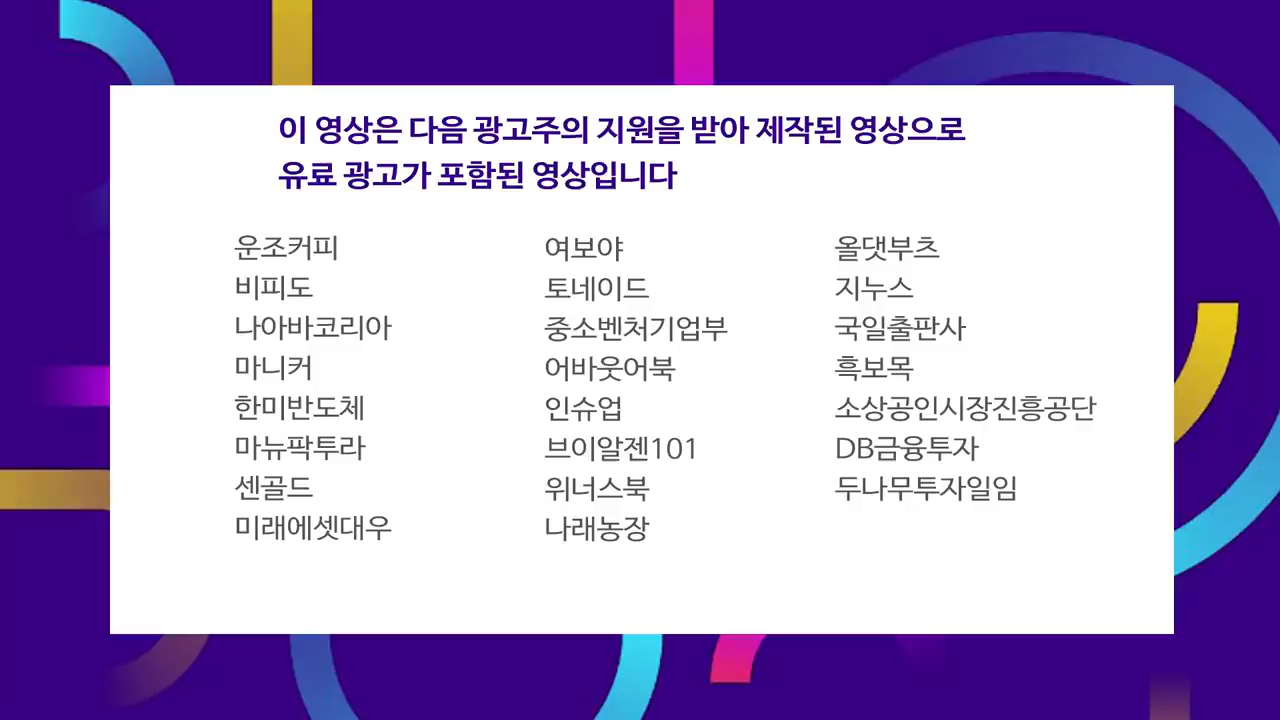 이 영상은 다음 광고주의 지원을 받아 제작된 영상으로
유료 광고가 포함된 영상입니다
운조커피
비피도
나아바코리아
마니커
한미반도체
마뉴팍투라
센골드
미래에셋대우
여보야
토네이드
중소벤처기업부
어바웃어북
인슈업
브이알젠101
위너스북
나래농장
올댓부츠
지누스
국일출판사
흑보목
소상공인시장진흥공단
DB금융투자
두나무투자일임